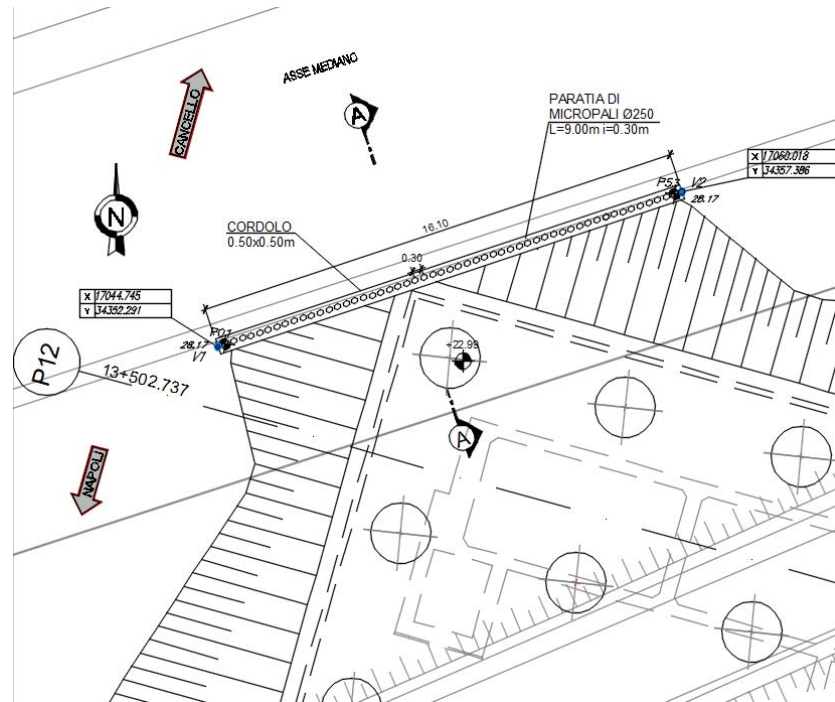 ASSE MEDIANO
CANCELLO
A
PARATIA DI
MICROPALI Ø250
L=9.00m i=0.30m
X 17060.018
Y 34357.386
N
P53
V2
28.17
16.10
CORDOLO
0.50x0.50m
0.30
X 17044.745
Y 34352.291
P01
28.17
V1
+22.99
P12
13+502.737
A
NAPOLI